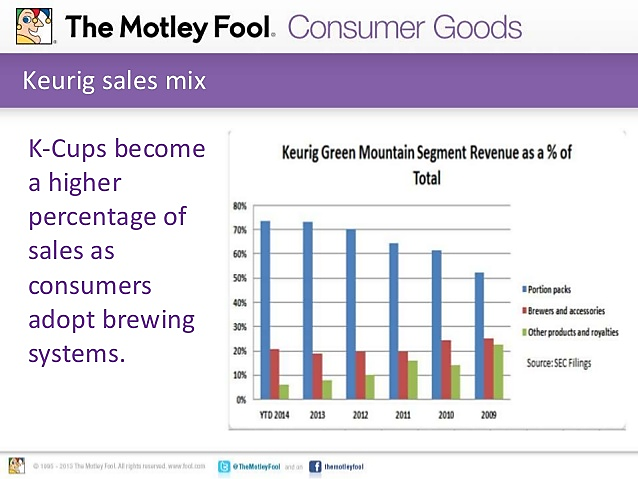 The Motley Fool. Consumer Goods
Keurig sales mix
K-Cups become
a higher
percentage of
sales as
consumers
adopt brewing
systems.
Keurig Green Mountain Segment Revenue as a % of
Total
80%
70%
60%
50%
40%
30%
20%
10%
0%
YTD 2014 2013 2012 2011 2010 2009
Portion packs
Brewers and accessories
Other products and royalties
Source: SEC Filings
© 1995 - 2013 The Motley Fool. All rights reserved. www.fool.com @TheMotleyFool and on themotleyfool